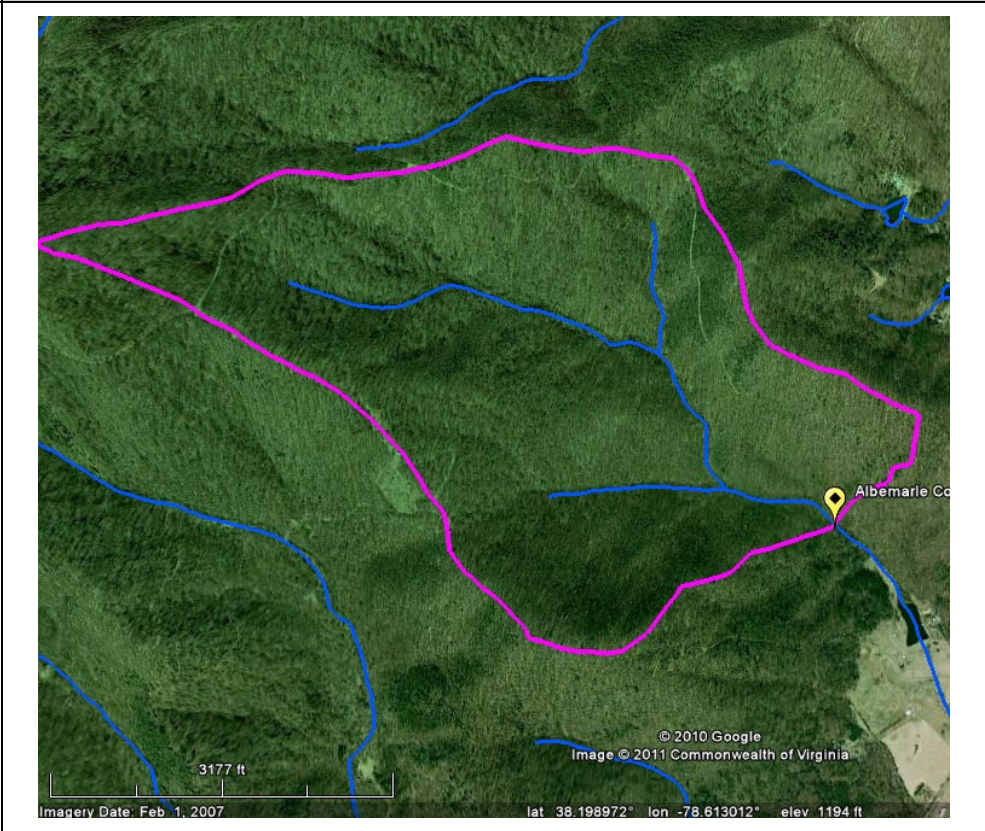 Albemarle Co
© 2010 Google
Image © 2011 Commonwealth of Virginia
3177 ft
Imagery Date: Feb 1, 2007
lat 38.198972° lon -78.613012° elev 1194 ft